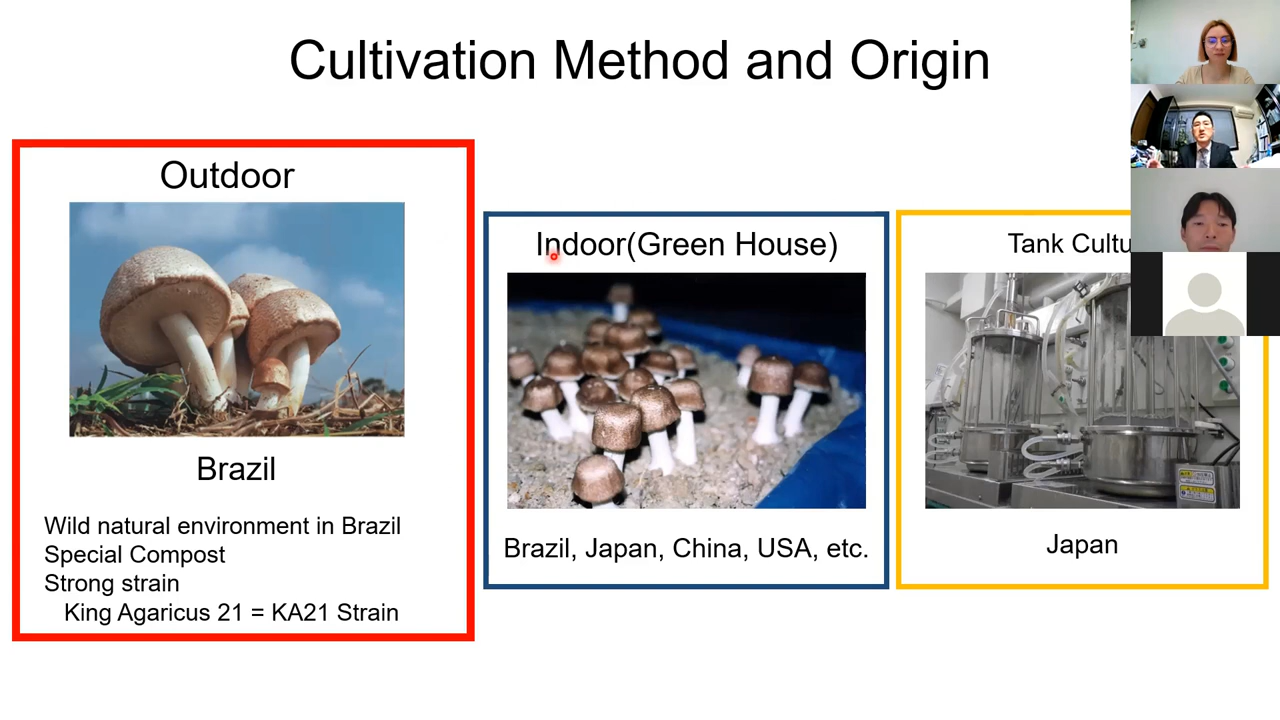 Cultivation Method and Origin
Outdoor
Brazil
Wild natural environment in Brazil
Special Compost
Strong strain
King Agaricus 21 = KA21 Strain
Indoor(Green House)
Brazil, Japan, China, USA, etc.
Tank Cultu
Japan